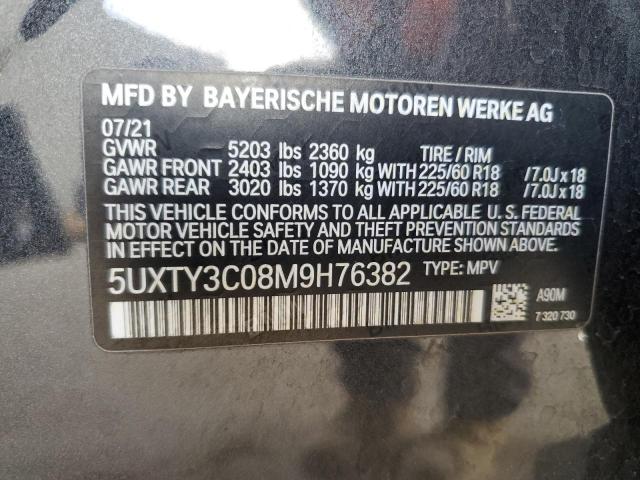 MFD BY BAYERISCHE MOTOREN WERKE AG
07/21
GVWR 5203 lbs 2360 kg TIRE / RIM
GAWR FRONT 2403 lbs 1090 kg WITH 225/60 R18 /7.0J x 18
GAWR REAR 3020 lbs 1370 kg WITH 225/60 R18 /7.0J x 18
THIS VEHICLE CONFORMS TO ALL APPLICABLE U. S. FEDERAL
MOTOR VEHICLE SAFETY AND THEFT PREVENTION STANDARDS
IN EFFECT ON THE DATE OF MANUFACTURE SHOWN ABOVE.
5UXTY3C08M9H76382 TYPE: MPV
A90M
7 320 730